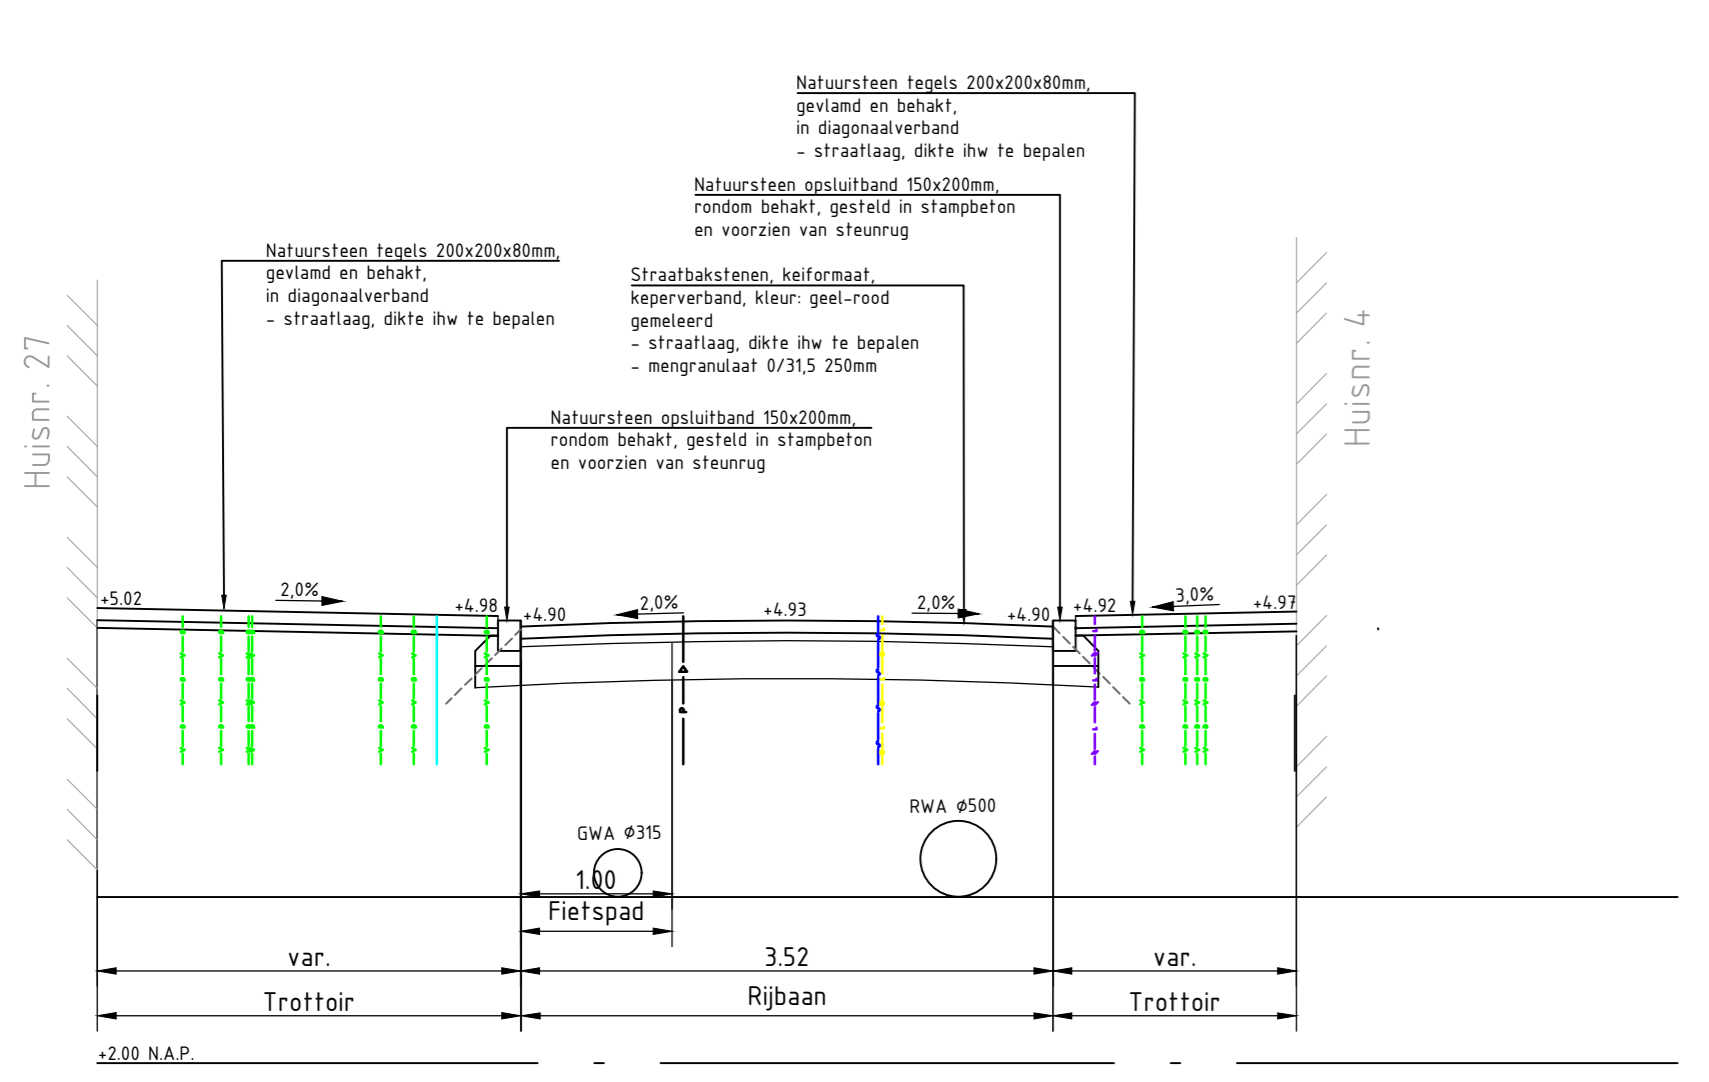 Natuursteen tegels 200x200x80mm,
gevlamd en behakt,
in diagonaalverband
- straatlaag, dikte ihw te bepalen
Natuursteen opsluitband 150x200mm,
rondom behakt, gesteld in stampbeton
en voorzien van steunrug
Natuursteen tegels 200x200x80mm,
gevlamd en behakt,
in diagonaalverband
- straatlaag, dikte ihw te bepalen
Straatbakstenen, keiformaat,
keperverband, kleur: geel-rood
gemeleerd
- straatlaag, dikte ihw te bepalen
- mengranulaat 0/31,5 250mm
Natuursteen opsluitband 150x200mm,
rondom behakt, gesteld in stampbeton
en voorzien van steunrug
Huisnr. 27
Huisnr. 4
+5.02
2,0%
+4.98
+4.90
2,0%
+4.93
2,0%
+4.90
+4.92
3,0%
+4.97
GWA Ø315
RWA Ø500
1.00
Fietspad
var.
3.52
var.
Trottoir
Rijbaan
Trottoir
+2.00 N.A.P.